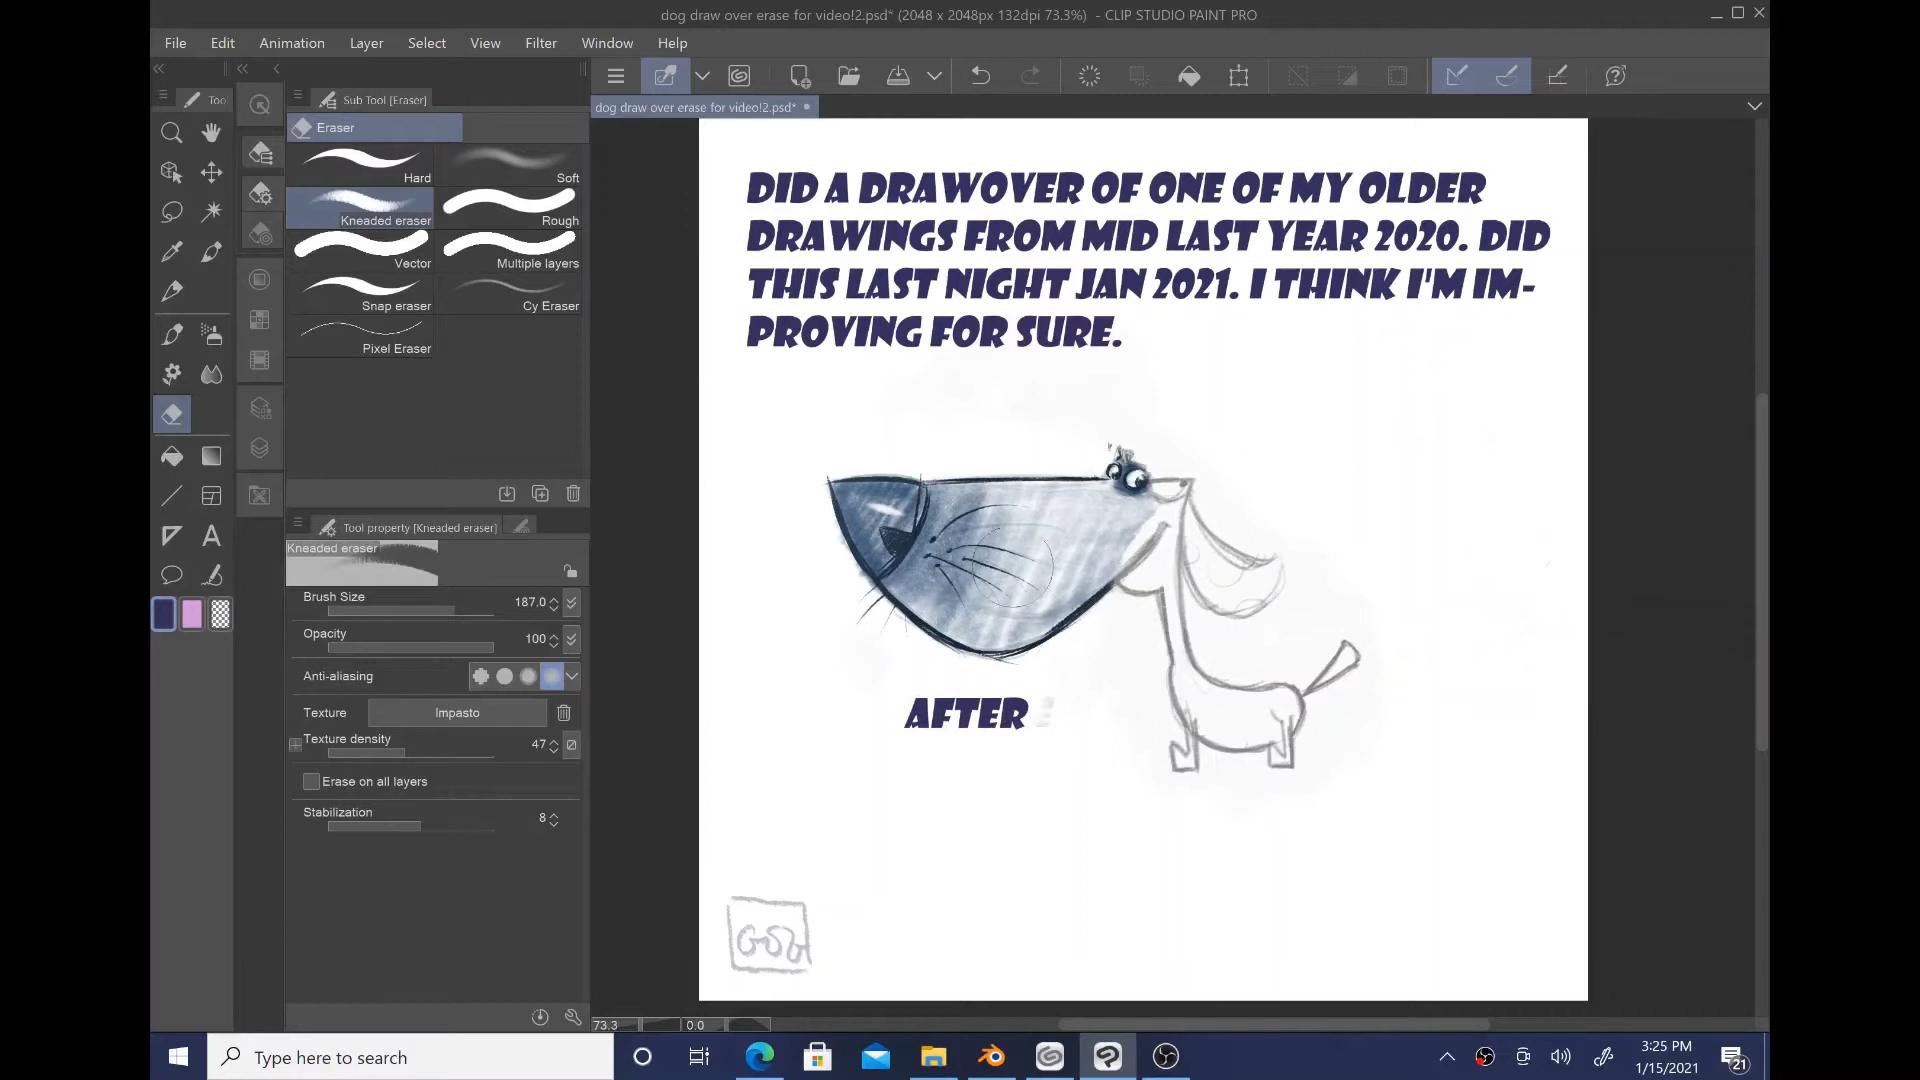 dog draw over erase for video!2.psd* (2048 x 2048px 132dpi 73.3%) - CLIP STUDIO PAINT PRO
File Edit Animation Layer Select View Filter Window Help
Too
Sub Tool [Eraser]
dog draw over erase for video!2.psd*
Eraser
Hard
Soft
Kneaded eraser
Rough
Vector
Multiple layers
Snap eraser
Cy Eraser
Pixel Eraser
Tool property [Kneaded eraser]
Kneaded eraser
Brush Size 187.0
Opacity 100
Anti-aliasing
Texture Impasto
Texture density 47
Erase on all layers
Stabilization 8
DID A DRAWOVER OF ONE OF MY OLDER
DRAWINGS FROM MID LAST YEAR 2020. DID
THIS LAST NIGHT JAN 2021. I THINK I'M IM-
PROVING FOR SURE.
AFTER
73.3 0.0
Type here to search
3:25 PM
1/15/2021
21